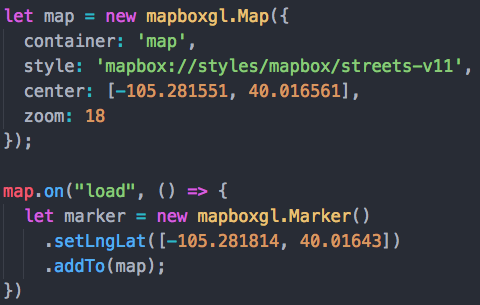 let map = new mapboxgl.Map({
  container: 'map',
  style: 'mapbox://styles/mapbox/streets-v11',
  center: [-105.281551, 40.016561],
  zoom: 18
});

map.on("load", () => {
  let marker = new mapboxgl.Marker()
    .setLngLat([-105.281814, 40.01643])
    .addTo(map);
})